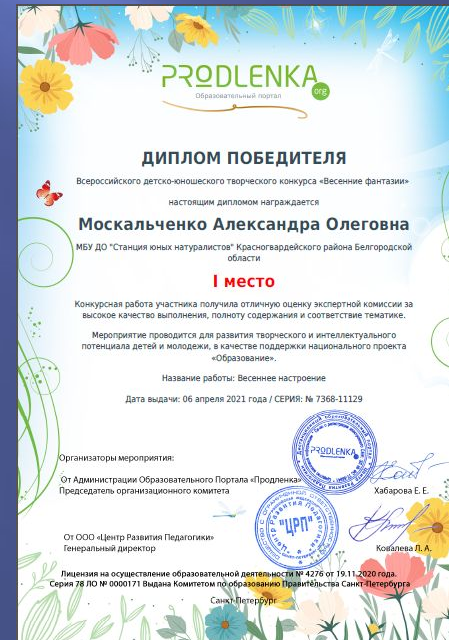 PRODLENKA
org
Образовательный портал
ДИПЛОМ ПОБЕДИТЕЛЯ
Всероссийского детско-юношеского творческого конкурса «Весенние фантазии»
настоящим дипломом награждается
Москальченко Александра Олеговна
МБУ ДО "Станция юных натуралистов" Красногвардейского района Белгородской
области
I место
Конкурсная работа участника получила отличную оценку экспертной комиссии за
высокое качество выполнения, полноту содержания и соответствие тематике.
Мероприятие проводится для развития творческого и интеллектуального
потенциала детей и молодежи, в качестве поддержки национального проекта
«Образование».
Название работы: Весеннее настроение
Дата выдачи: 06 апреля 2021 года / СЕРИЯ: № 7368-11129
Организаторы мероприятия:
PRODLENKA
От Администрации Образовательного Портала «Продленка»
Председатель организационного комитета
Хабарова Е. Е.
"ЦРП"
От ООО «Центр Развития Педагогики»
Генеральный директор
Ковалева Л. А.
Лицензия на осуществление образовательной деятельности № 4276 от 19.11.2020 года.
Серия 78 ЛО № 0000171 Выдана Комитетом по образованию Правительства Санкт-Петербурга
Санкт-Петербург